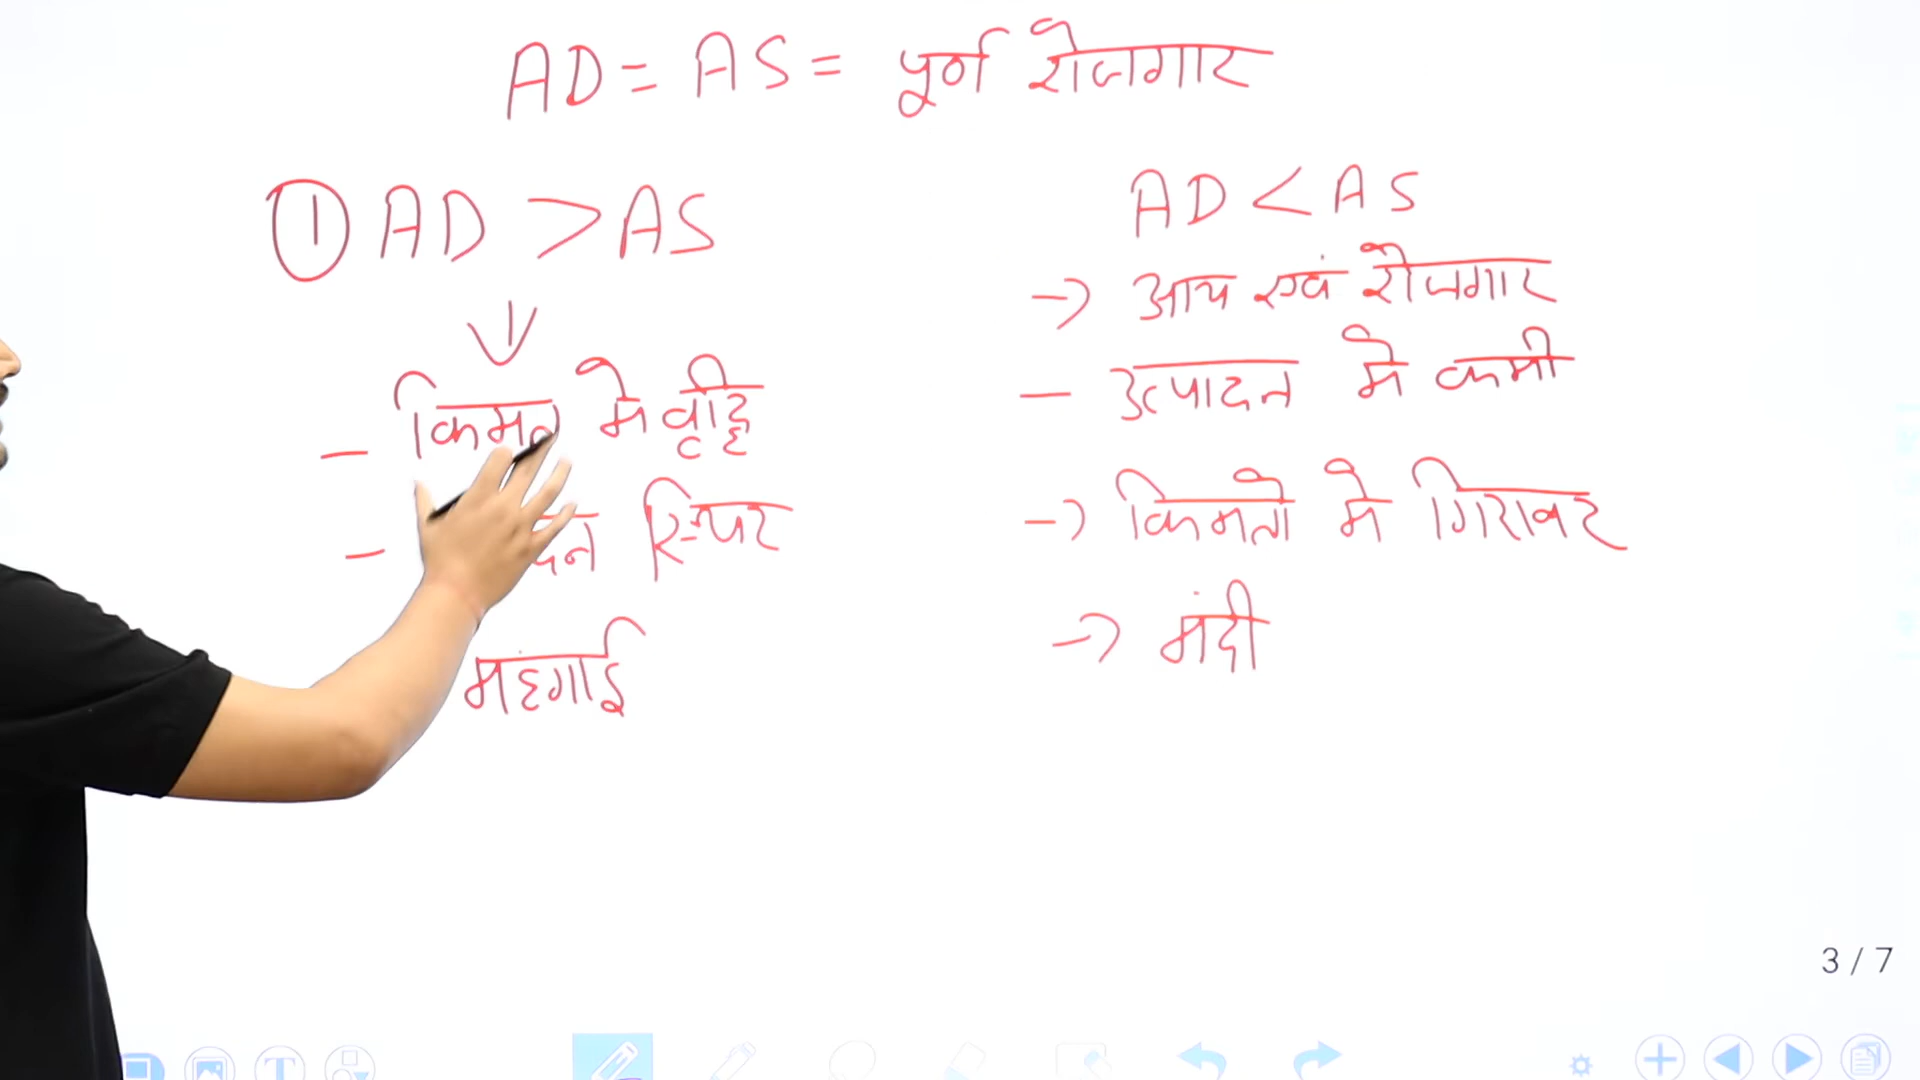 AD = AS = पूर्ण रोजगार
① AD > AS
- किमत मे वृद्धि
- स्थिर
महगाई
AD < AS
→ आय एवं रोजगार
- उत्पादन मे कमी
→ किमतो मे गिरावट
→ मंदी
3 / 7